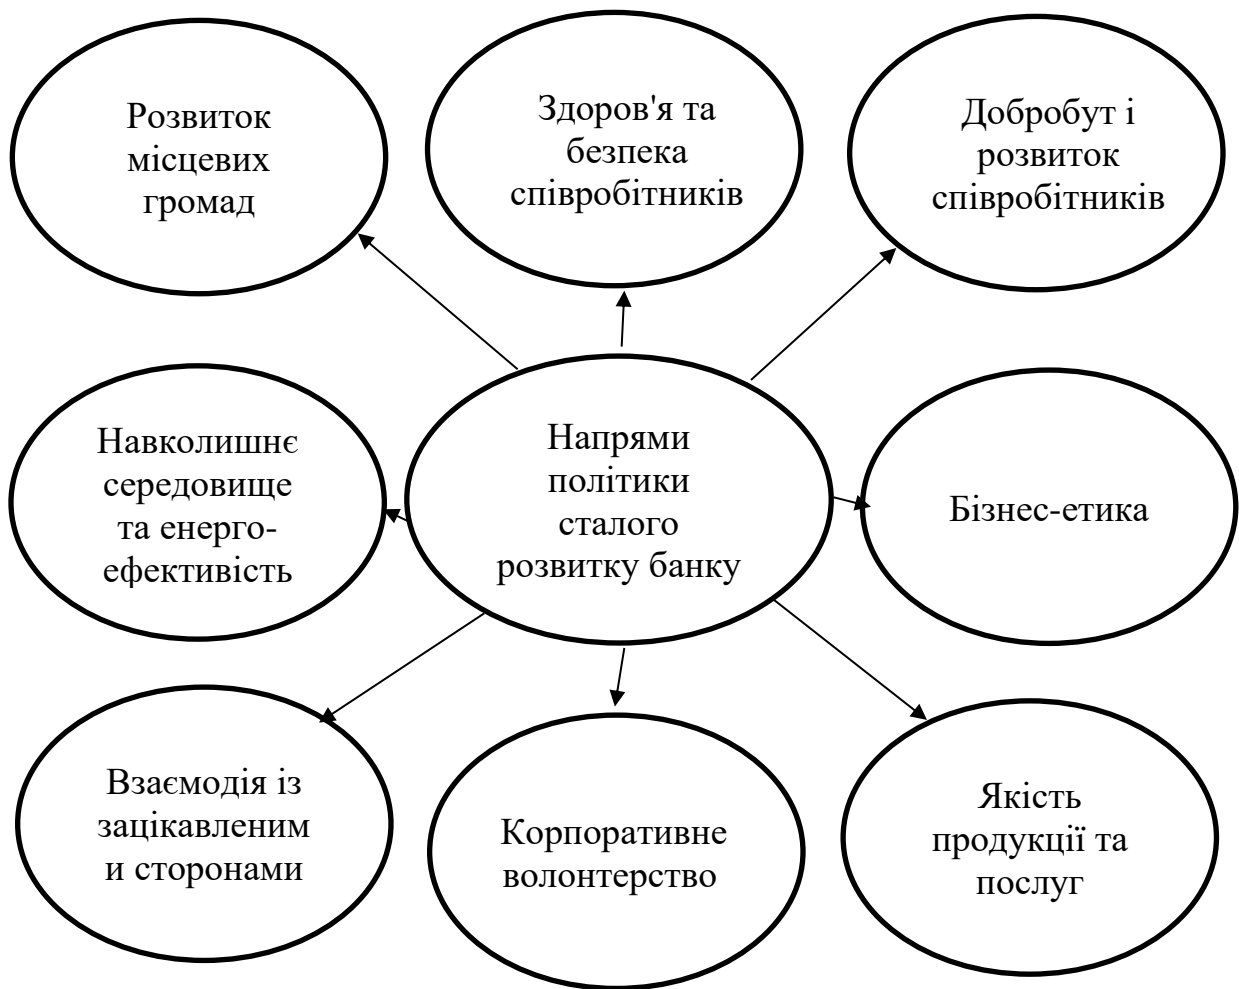 Розвиток
місцевих
громад
Здоров'я та
безпека
співробітників
Добробут і
розвиток
співробітників
Навколишнє
середовище
та енерго-
ефективість
Напрями
політики
сталого
розвитку банку
Бізнес-етика
Взаємодія із
зацікавленим
и сторонами
Корпоративне
волонтерство
Якість
продукції та
послуг